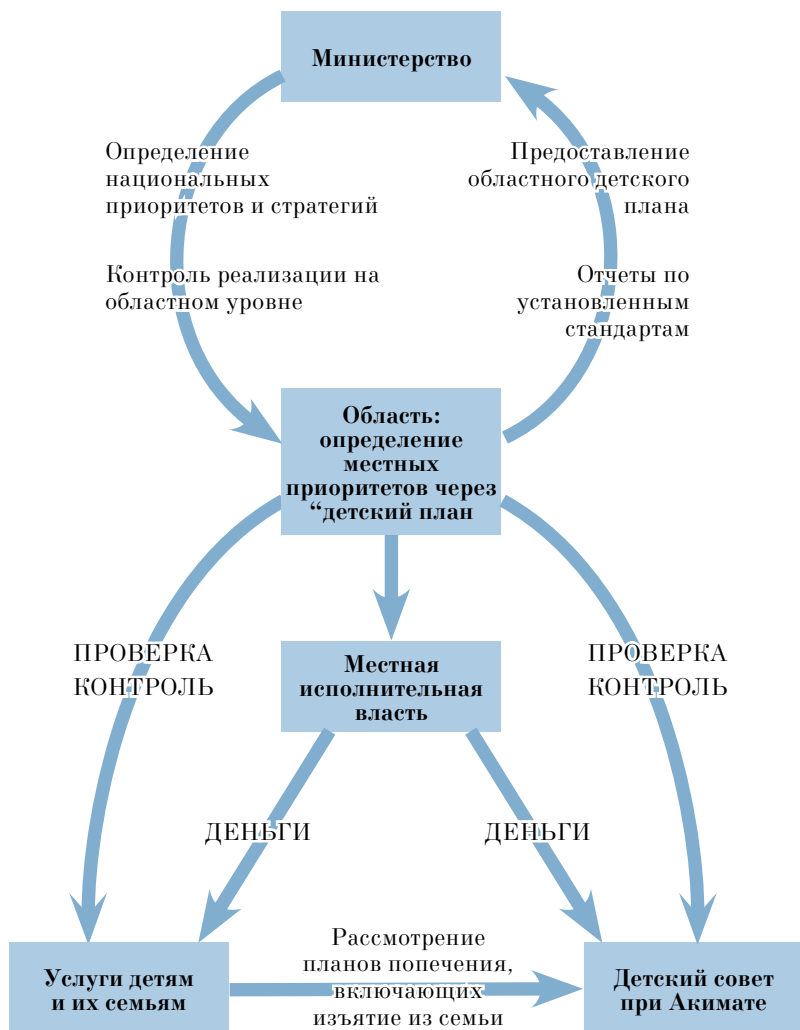 Министерство
Определение
национальных
приоритетов и стратегий
Контроль реализации на
областном уровне
Предоставление
областного детского
плана
Отчеты по
установленным
стандартам
Область:
определение
местных
приоритетов через
“детский план
ПРОВЕРКА
КОНТРОЛЬ
Местная
исполнительная
власть
ПРОВЕРКА
КОНТРОЛЬ
ДЕНЬГИ
ДЕНЬГИ
Услуги детям
и их семьям
Рассмотрение
планов попечения,
включающих
изъятие из семьи
Детский совет
при Акимате